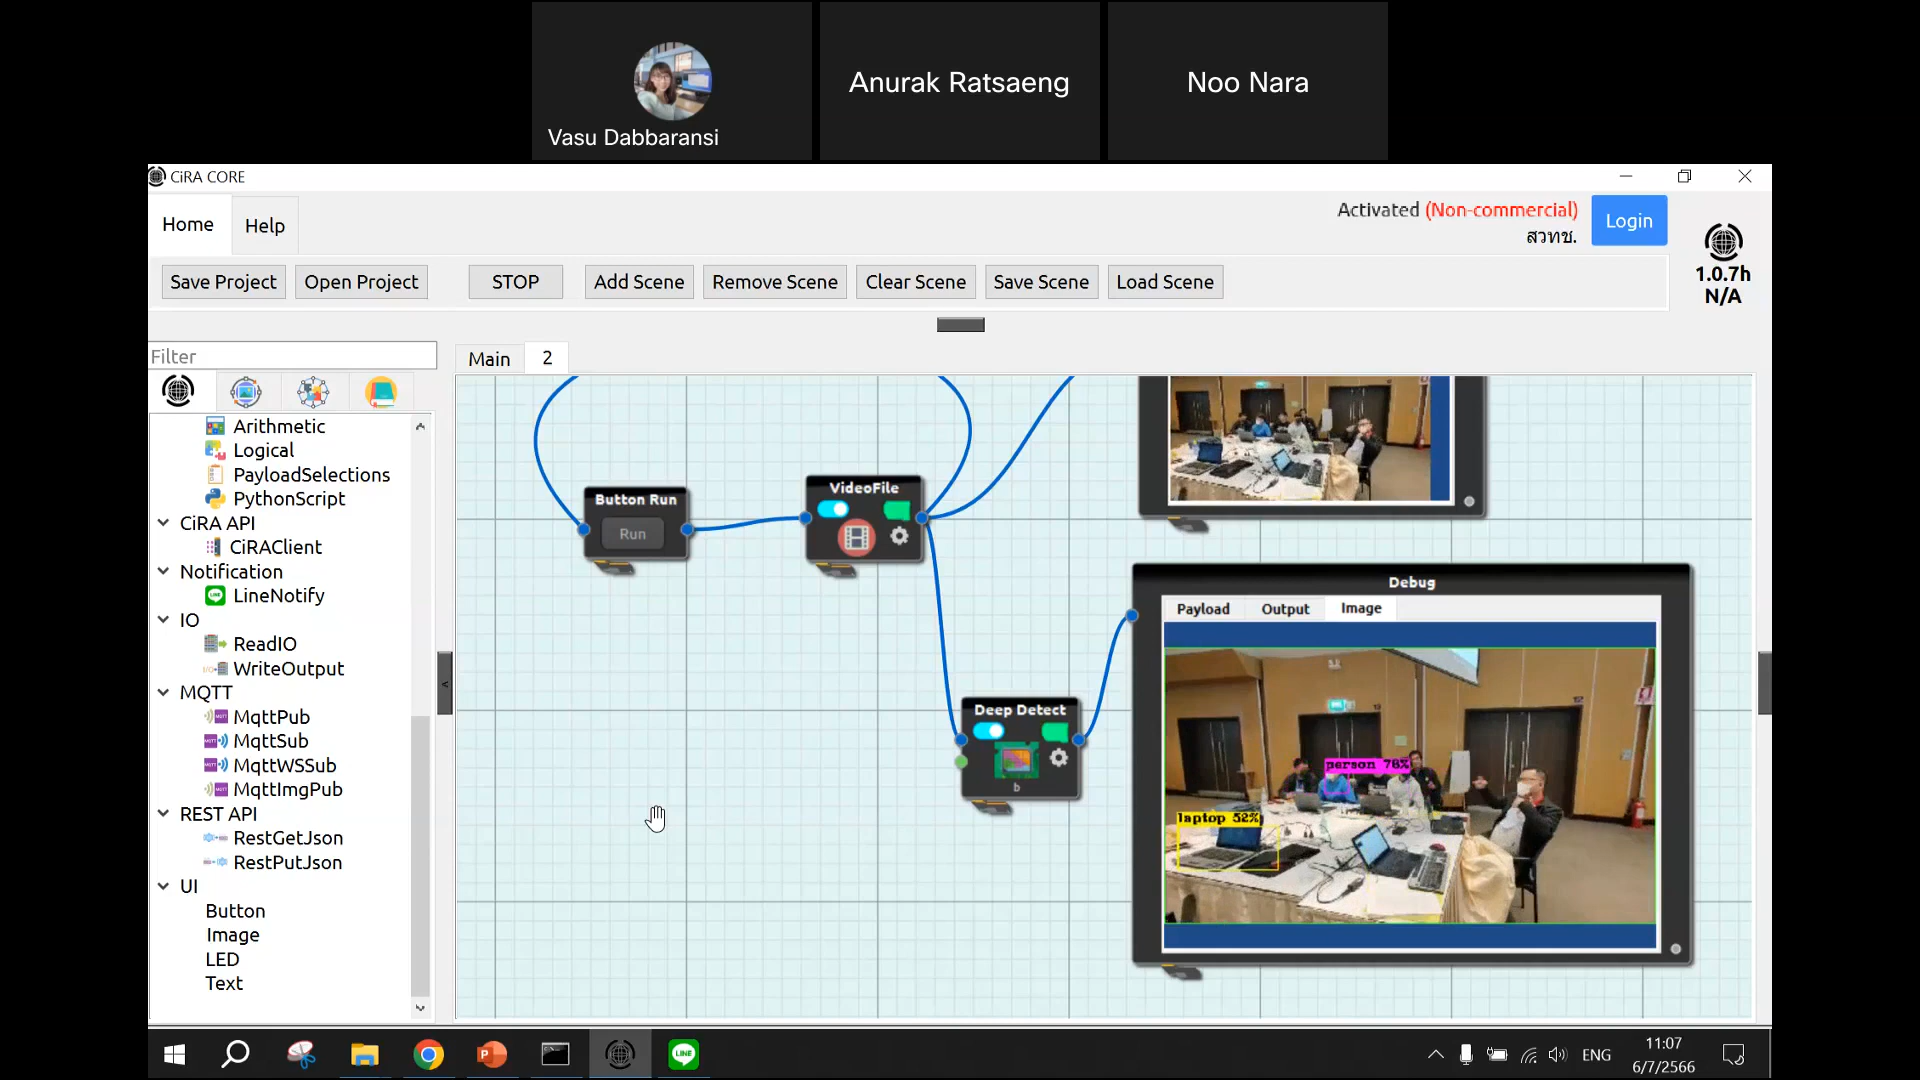 Vasu Dabbaransi
Anurak Ratsaeng
Noo Nara
CiRA CORE
Home
Help
Activated (Non-commercial)
สวทช.
Login
1.0.7h
N/A
Save Project
Open Project
STOP
Add Scene
Remove Scene
Clear Scene
Save Scene
Load Scene
Filter
Main
2
Arithmetic
Logical
PayloadSelections
PythonScript
CiRA API
CiRAClient
Notification
LineNotify
IO
ReadIO
WriteOutput
MQTT
MqttPub
MqttSub
MqttWSSub
MqttImgPub
REST API
RestGetJson
RestPutJson
UI
Button
Image
LED
Text
Button Run
Run
VideoFile
Deep Detect
b
Debug
Payload
Output
Image
person 78%
laptop 52%
ENG
11:07
6/7/2566